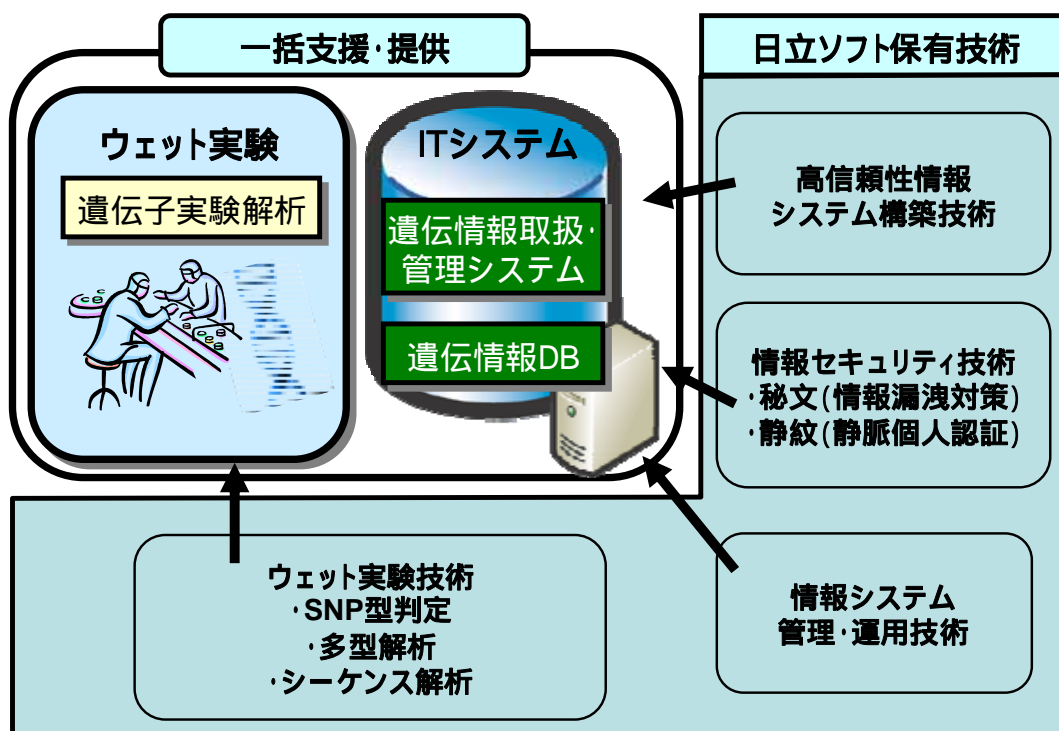 一括支援・提供
日立ソフト保有技術
ウェット実験
遺伝子実験解析
ITシステム
遺伝情報取扱・
管理システム
遺伝情報DB
高信頼性情報
システム構築技術
情報セキュリティ技術
・秘文(情報漏洩対策)
・静紋(静脈個人認証)
情報システム
管理・運用技術
ウェット実験技術
・SNP型判定
・多型解析
・シーケンス解析